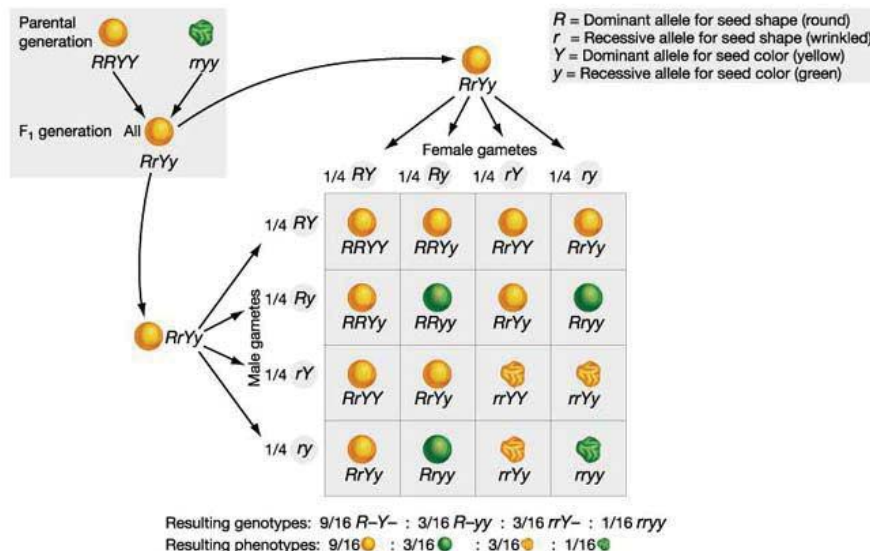 Parental generation
RRYY rryy
F1 generation All
RrYy
R = Dominant allele for seed shape (round)
r = Recessive allele for seed shape (wrinkled)
Y = Dominant allele for seed color (yellow)
y = Recessive allele for seed color (green)
RrYy
Female gametes
1/4 RY 1/4 Ry 1/4 rY 1/4 ry
RrYy
Male gametes
1/4 RY
RRYY RRYy RrYY RrYy
1/4 Ry
RRYy RRyy RrYy Rryy
1/4 rY
RrYY RrYy rrYY rrYy
1/4 ry
RrYy Rryy rrYy rryy
Resulting genotypes: 9/16 R–Y– : 3/16 R–yy : 3/16 rrY– : 1/16 rryy
Resulting phenotypes: 9/16 : 3/16 : 3/16 : 1/16